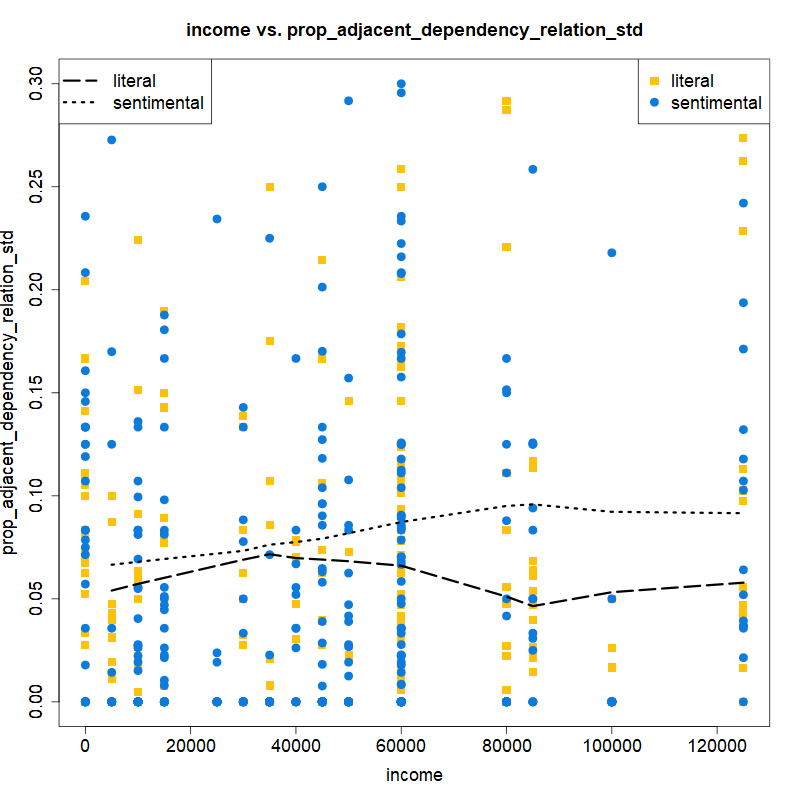 income vs. prop_adjacent_dependency_relation_std
literal
sentimental
literal
sentimental
prop_adjacent_dependency_relation_std
0.30
0.25
0.20
0.15
0.10
0.05
0.00
0 20000 40000 60000 80000 100000 120000
income